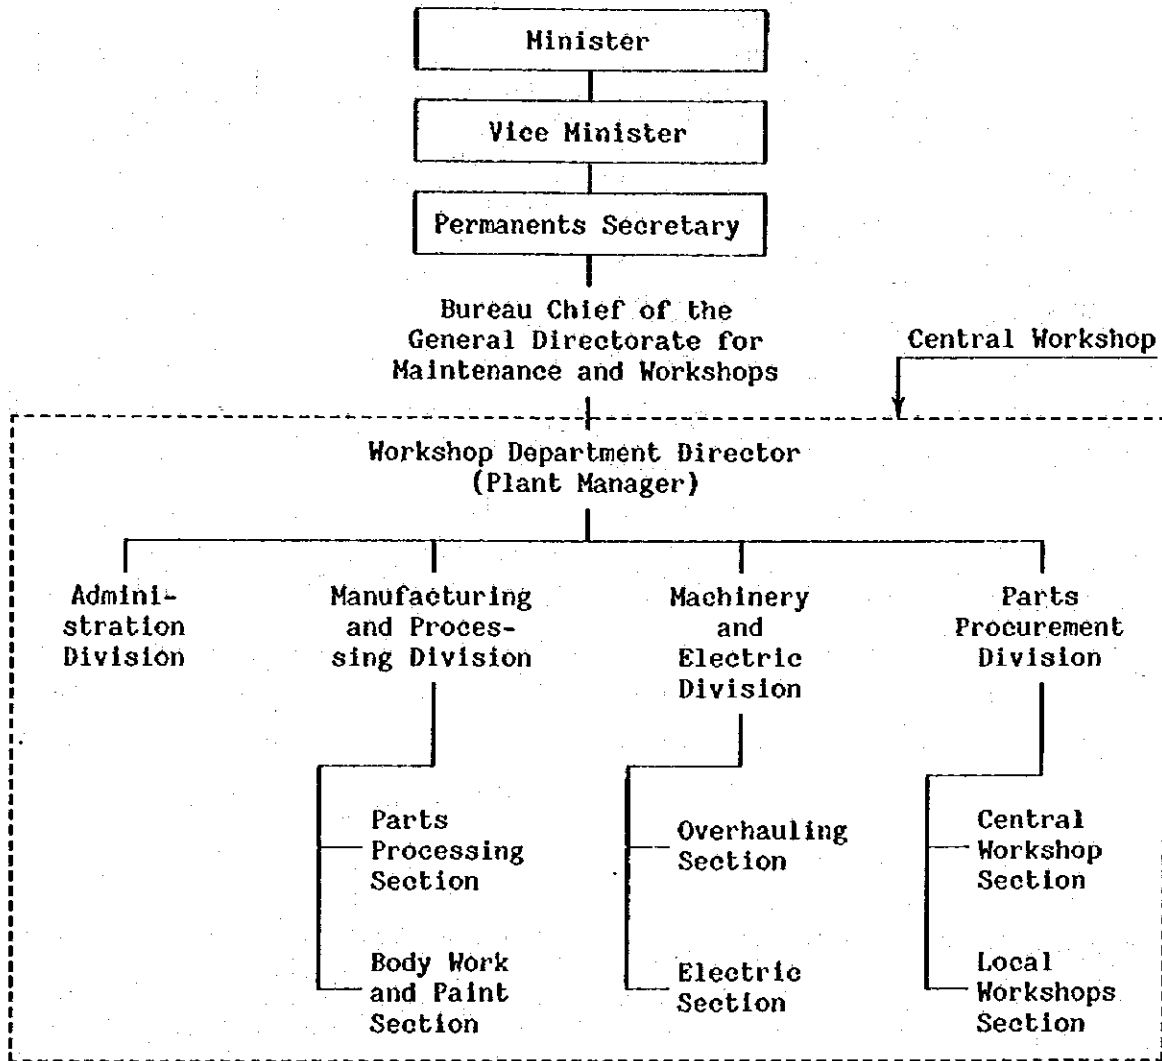 Minister
Vice Minister
Permanents Secretary
Bureau Chief of the
General Directorate for
Maintenance and Workshops
Central Workshop
Workshop Department Director
(Plant Manager)
Admini-
stration
Division
Manufacturing
and Proces-
sing Division
Machinery
and
Electric
Division
Parts
Procurement
Division
Parts
Processing
Section
Body Work
and Paint
Section
Overhauling
Section
Electric
Section
Central
Workshop
Section
Local
Workshops
Section